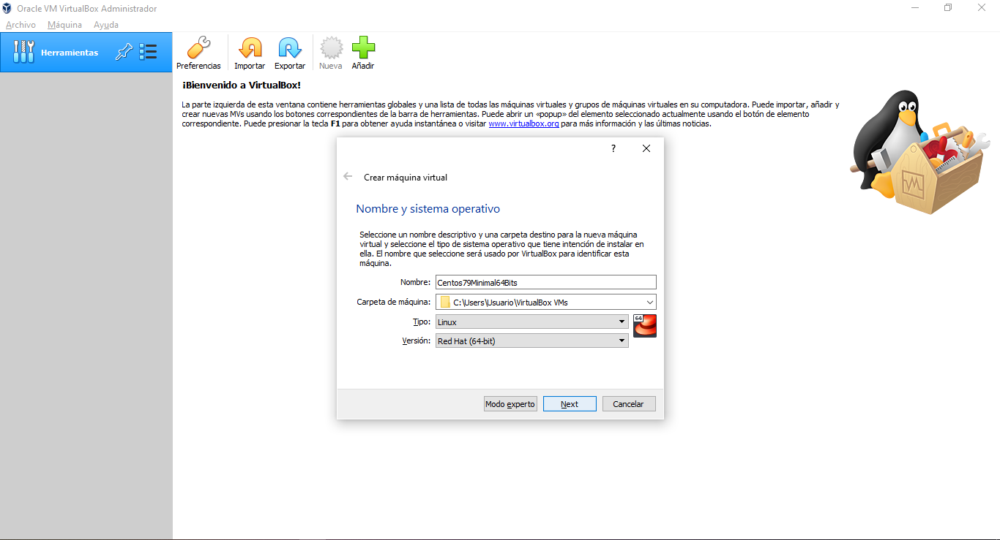 Oracle VM VirtualBox Administrador
Archivo Máquina Ayuda
Herramientas
Preferencias Importar Exportar Nueva Añadir
¡Bienvenido a VirtualBox!
La parte izquierda de esta ventana contiene herramientas globales y una lista de todas las máquinas virtuales y grupos de máquinas virtuales en su computadora. Puede importar, añadir y
crear nuevas MVs usando los botones correspondientes de la barra de herramientas. Puede abrir un «popup» del elemento seleccionado actualmente usando el botón de elemento
correspondiente. Puede presionar la tecla F1 para obtener ayuda instantánea o visitar www.virtualbox.org para más información y las últimas noticias.
?
Crear máquina virtual
Nombre y sistema operativo
Seleccione un nombre descriptivo y una carpeta destino para la nueva máquina
virtual y seleccione el tipo de sistema operativo que tiene intención de instalar en
ella. El nombre que seleccione será usado por VirtualBox para identificar esta
máquina.
Nombre: Centos79Minimal64Bits
Carpeta de máquina: C:\Users\Usuario\VirtualBox VMs
Tipo: Linux
64
Versión: Red Hat (64-bit)
Modo experto Next Cancelar